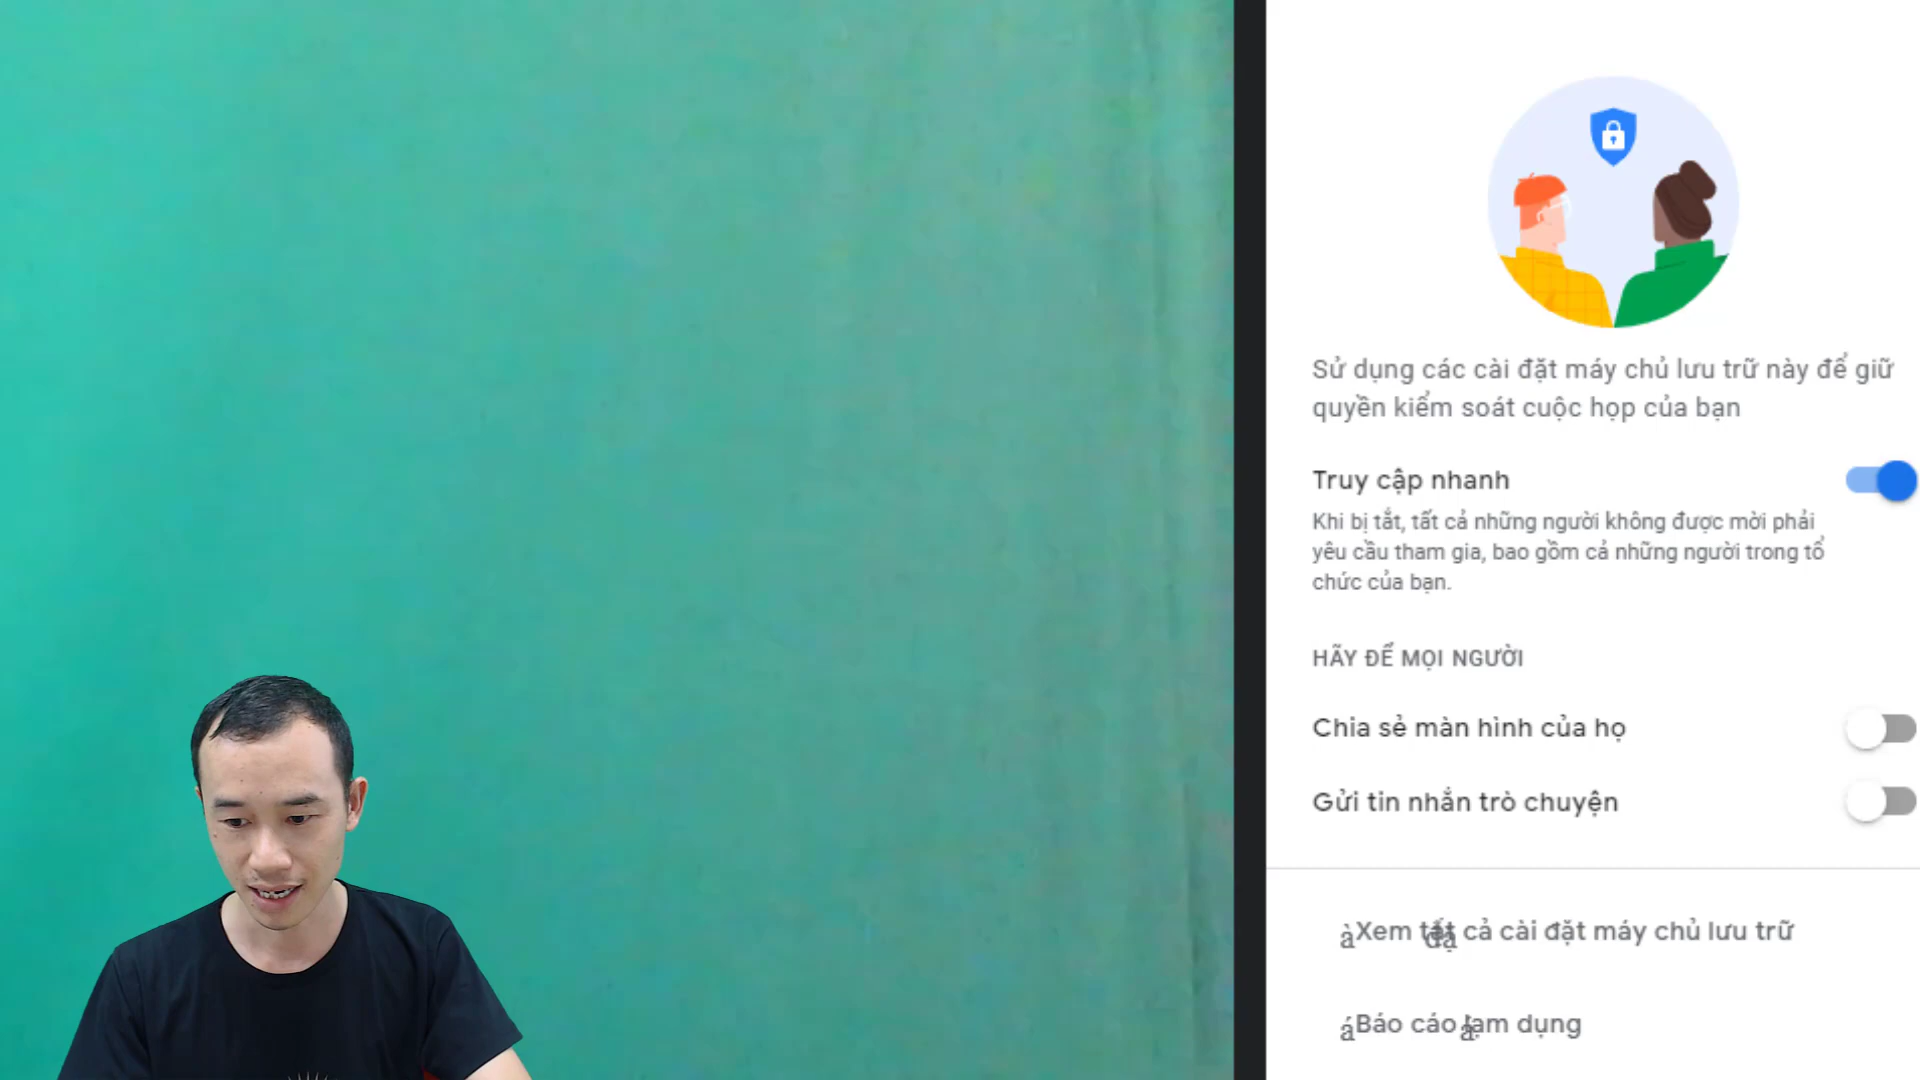 Sử dụng các cài đặt máy chủ lưu trữ này để giữ
quyền kiểm soát cuộc họp của bạn
Truy cập nhanh
Khi bị tắt, tất cả những người không được mời phải
yêu cầu tham gia, bao gồm cả những người trong tổ
chức của bạn.
HÃY ĐỂ MỌI NGƯỜI
Chia sẻ màn hình của họ
Gửi tin nhắn trò chuyện
Xem tất cả cài đặt máy chủ lưu trữ
Báo cáo lạm dụng